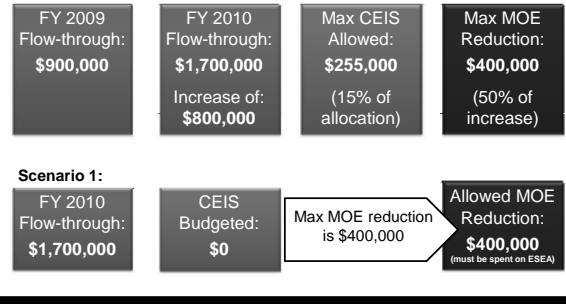 FY 2009
Flow-through:
$900,000
FY 2010
Flow-through:
$1,700,000
Increase of:
$800,000
Max CEIS
Allowed:
$255,000
(15% of
allocation)
Max MOE
Reduction:
$400,000
(50% of
increase)
Scenario 1:
FY 2010
Flow-through:
$1,700,000
CEIS
Budgeted:
$0
Max MOE reduction
is $400,000
Allowed MOE
Reduction:
$400,000
(must be spent on ESEA)